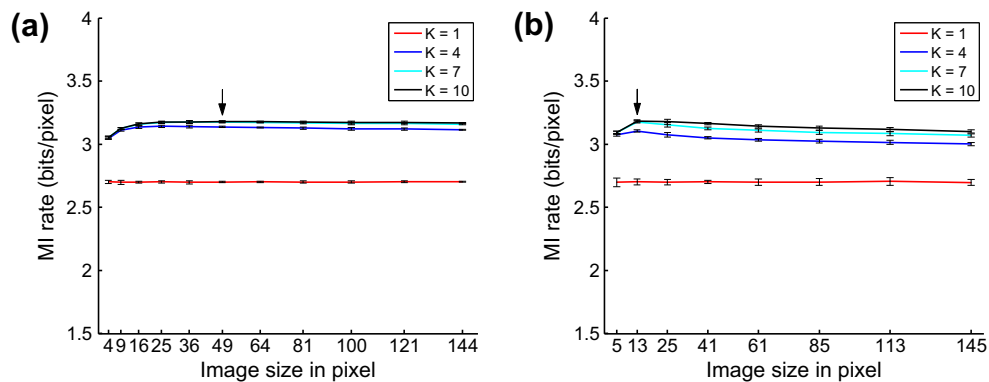 (a)
MI rate (bits/pixel)
4
3.5
3
2.5
2
1.5
K = 1
K = 4
K = 7
K = 10
4 9 16 25 36 49 64 81 100 121 144
Image size in pixel
(b)
MI rate (bits/pixel)
4
3.5
3
2.5
2
1.5
K = 1
K = 4
K = 7
K = 10
5 13 25 41 61 85 113 145
Image size in pixel